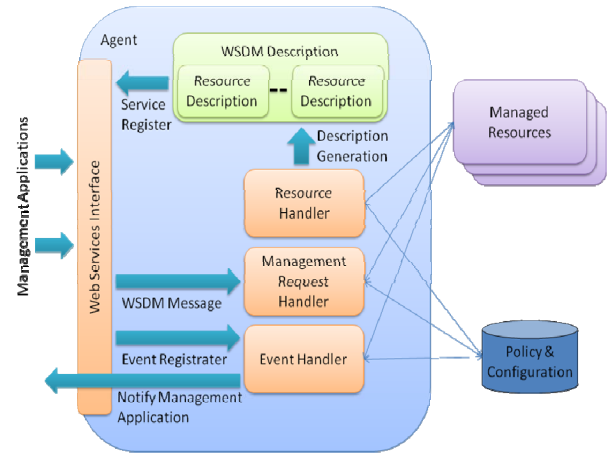 Agent
WSDM Description
Resource
Description
Resource
Description
Service
Register
Description
Generation
Managed
Resources
Management Applications
Web Services Interface
Resource
Handler
Management
Request
Handler
WSDM Message
Event Registrater
Event Handler
Policy &
Configuration
Notify Management
Application